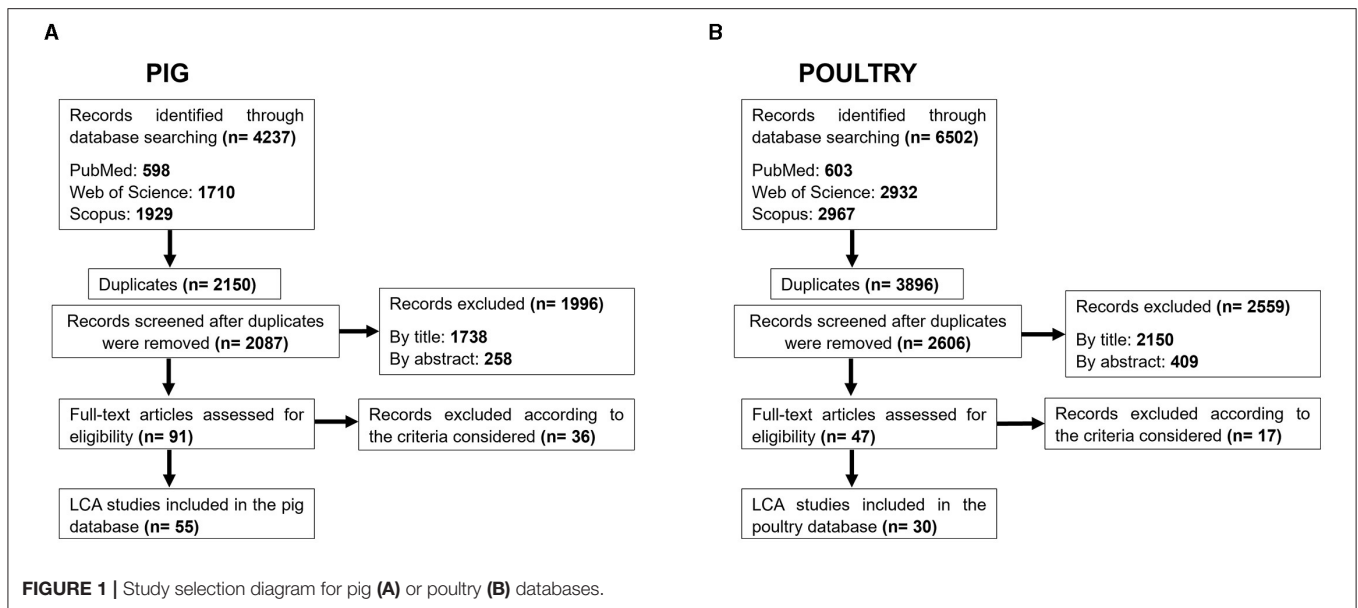 A
PIG
Records identified through
database searching (n= 4237)
PubMed: 598
Web of Science: 1710
Scopus: 1929
Duplicates (n= 2150)
Records screened after duplicates
were removed (n= 2087)
Records excluded (n= 1996)
By title: 1738
By abstract: 258
Full-text articles assessed for
eligibility (n= 91)
Records excluded according to
the criteria considered (n= 36)
LCA studies included in the pig
database (n= 55)
B
POULTRY
Records identified through
database searching (n= 6502)
PubMed: 603
Web of Science: 2932
Scopus: 2967
Duplicates (n= 3896)
Records screened after duplicates
were removed (n= 2606)
Records excluded (n= 2559)
By title: 2150
By abstract: 409
Full-text articles assessed for
eligibility (n= 47)
Records excluded according to
the criteria considered (n= 17)
LCA studies included in the
poultry database (n= 30)
FIGURE 1 | Study selection diagram for pig (A) or poultry (B) databases.